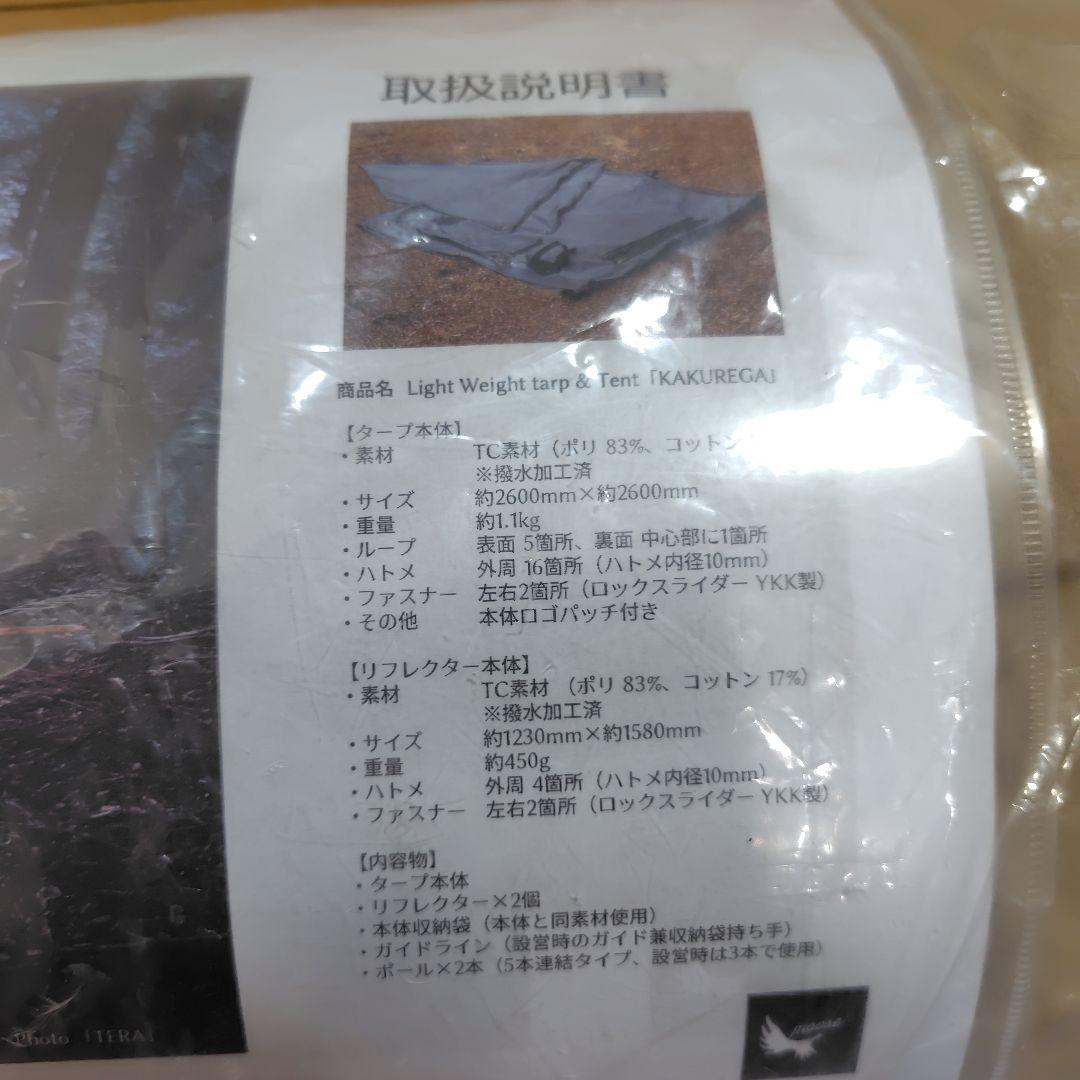 取扱説明書
商品名 Light Weight tarp & Tent「KAKUREGA」
【タープ本体】
・素材 TC素材（ポリ 83%、コットン
※撥水加工済
・サイズ 約2600mm×約2600mm
・重量 約1.1kg
・ループ 表面 5箇所、裏面 中心部に1箇所
・ハトメ 外周 16箇所（ハトメ内径10mm）
・ファスナー 左右2箇所（ロックスライダー YKK製）
・その他 本体ロゴパッチ付き
【リフレクター本体】
・素材 TC素材 （ポリ 83%、コットン 17%）
※撥水加工済
・サイズ 約1230mm×約1580mm
・重量 約450g
・ハトメ 外周 4箇所（ハトメ内径10mm）
・ファスナー 左右2箇所（ロックスライダー YKK製）
【内容物】
・タープ本体
・リフレクター×2個
・本体収納袋（本体と同素材使用）
・ガイドライン（設営時のガイド兼収納袋持ち手）
・ポール×2本（5本連結タイプ、設営時は3本で使用）
Photo 「TERA」